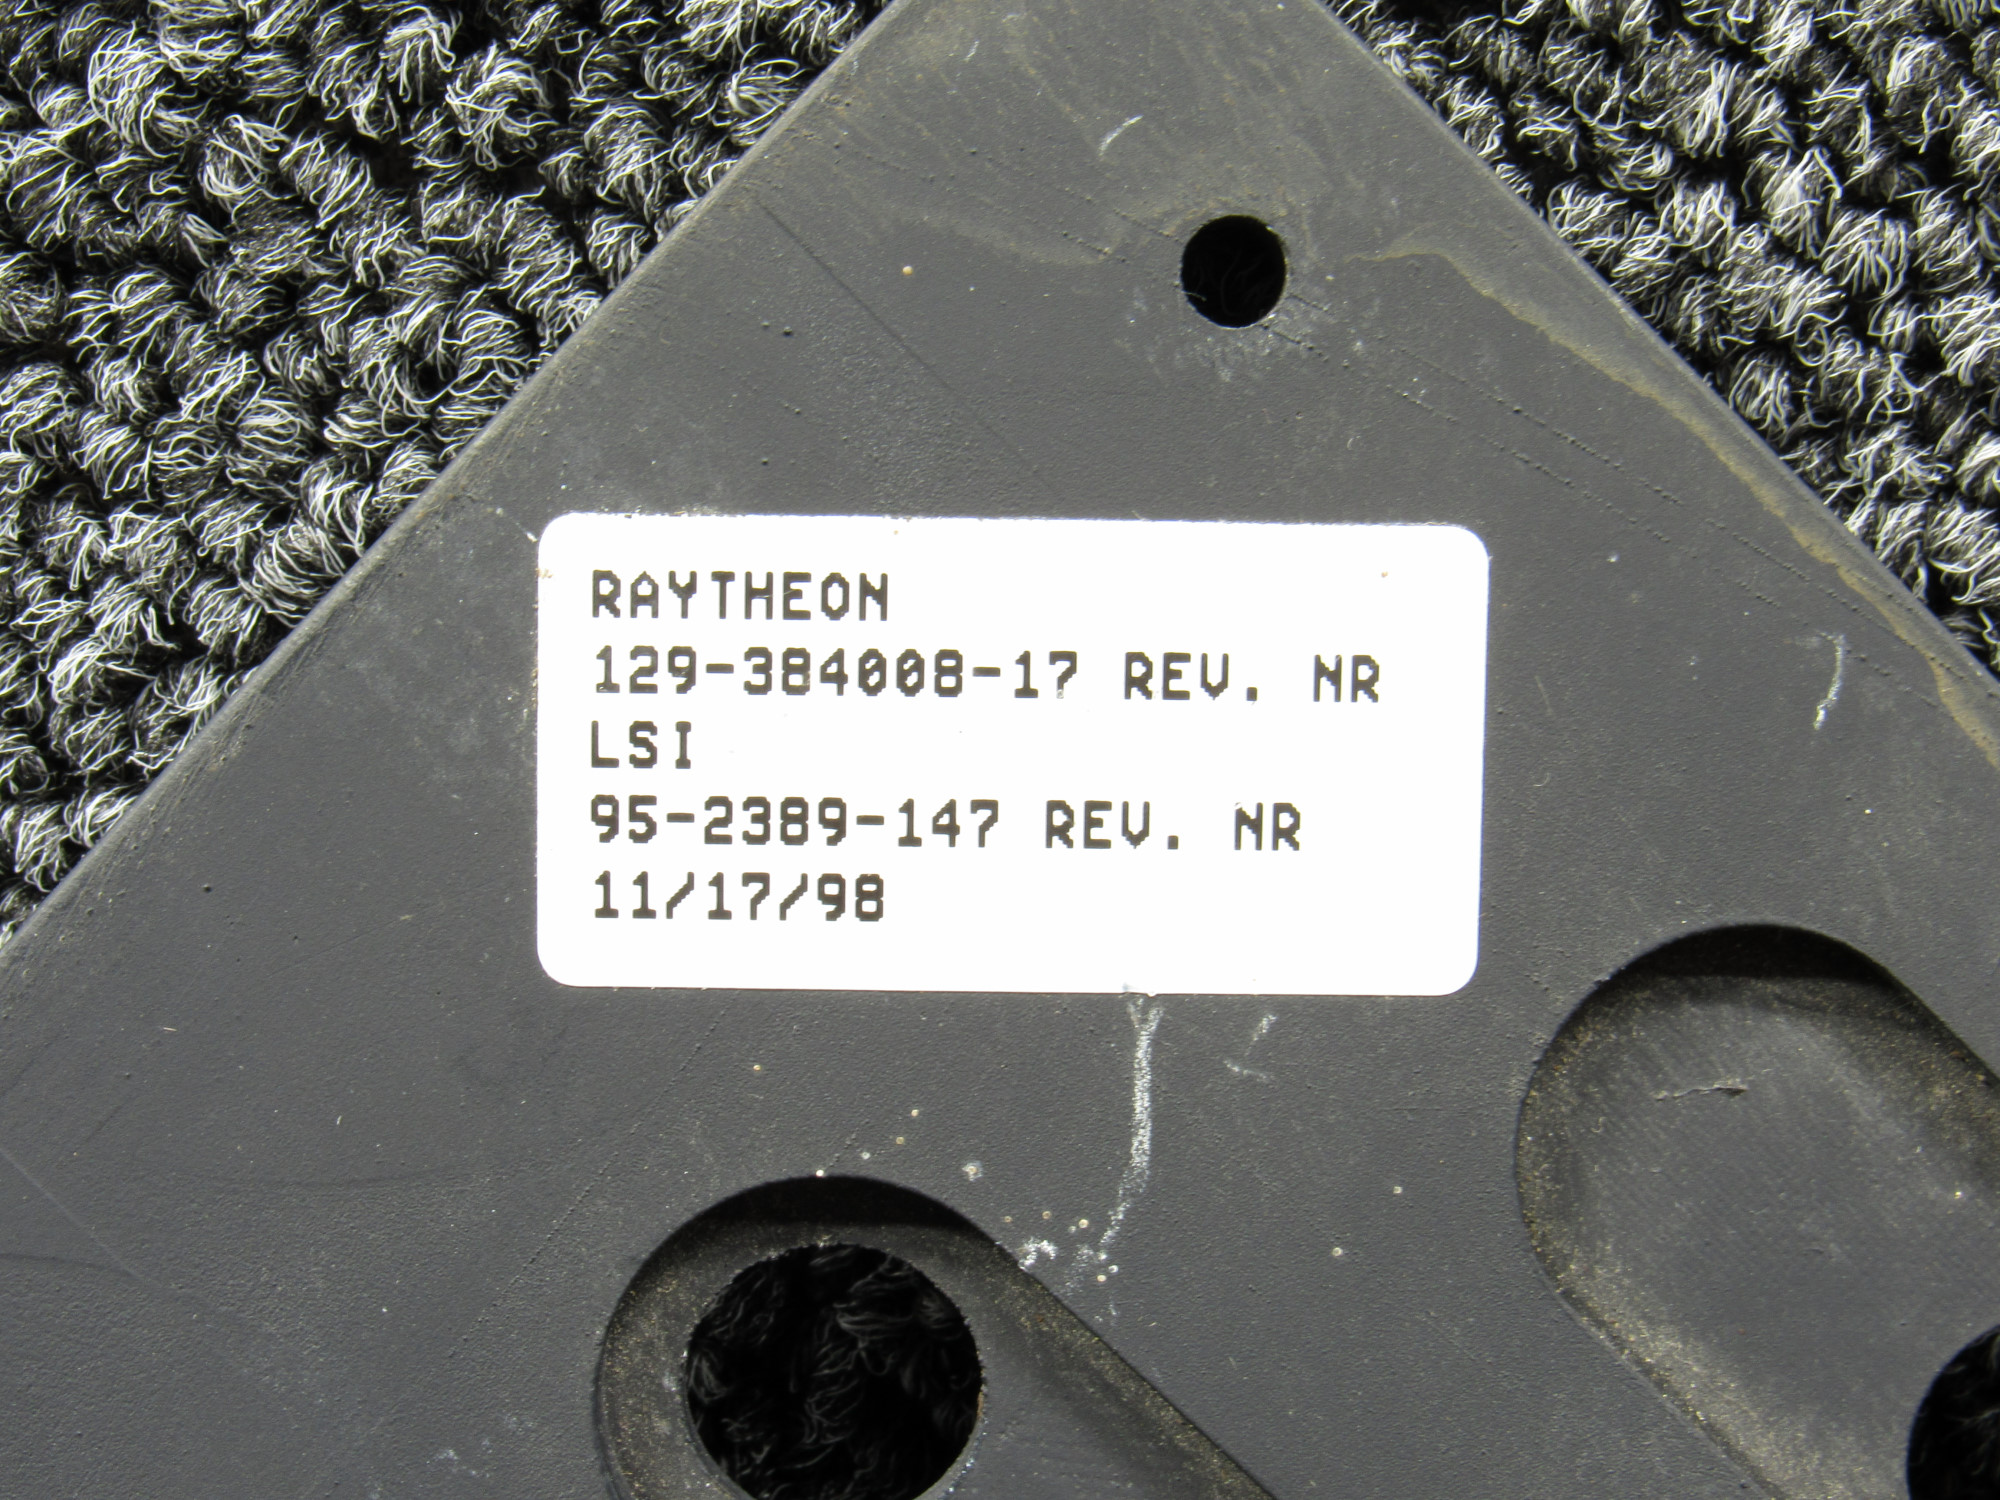 RAYTHEON
129-384008-17 REV. NR
LSI
95-2389-147 REV. NR
11/17/98